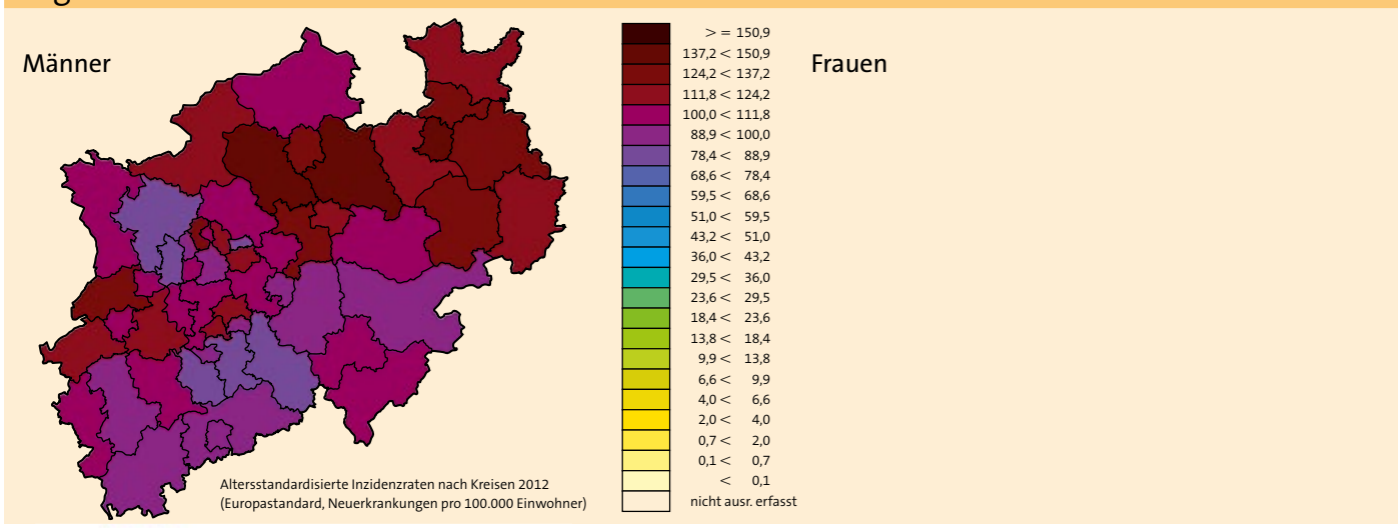 Männer
Frauen
> = 150,9
137,2 < 150,9
124,2 < 137,2
111,8 < 124,2
100,0 < 111,8
88,9 < 100,0
78,4 < 88,9
68,6 < 78,4
59,5 < 68,6
51,0 < 59,5
43,2 < 51,0
36,0 < 43,2
29,5 < 36,0
23,6 < 29,5
18,4 < 23,6
13,8 < 18,4
9,9 < 13,8
6,6 < 9,9
4,0 < 6,6
2,0 < 4,0
0,7 < 2,0
0,1 < 0,7
< 0,1
nicht ausr. erfasst
Altersstandardisierte Inzidenzraten nach Kreisen 2012
(Europastandard, Neuerkrankungen pro 100.000 Einwohner)